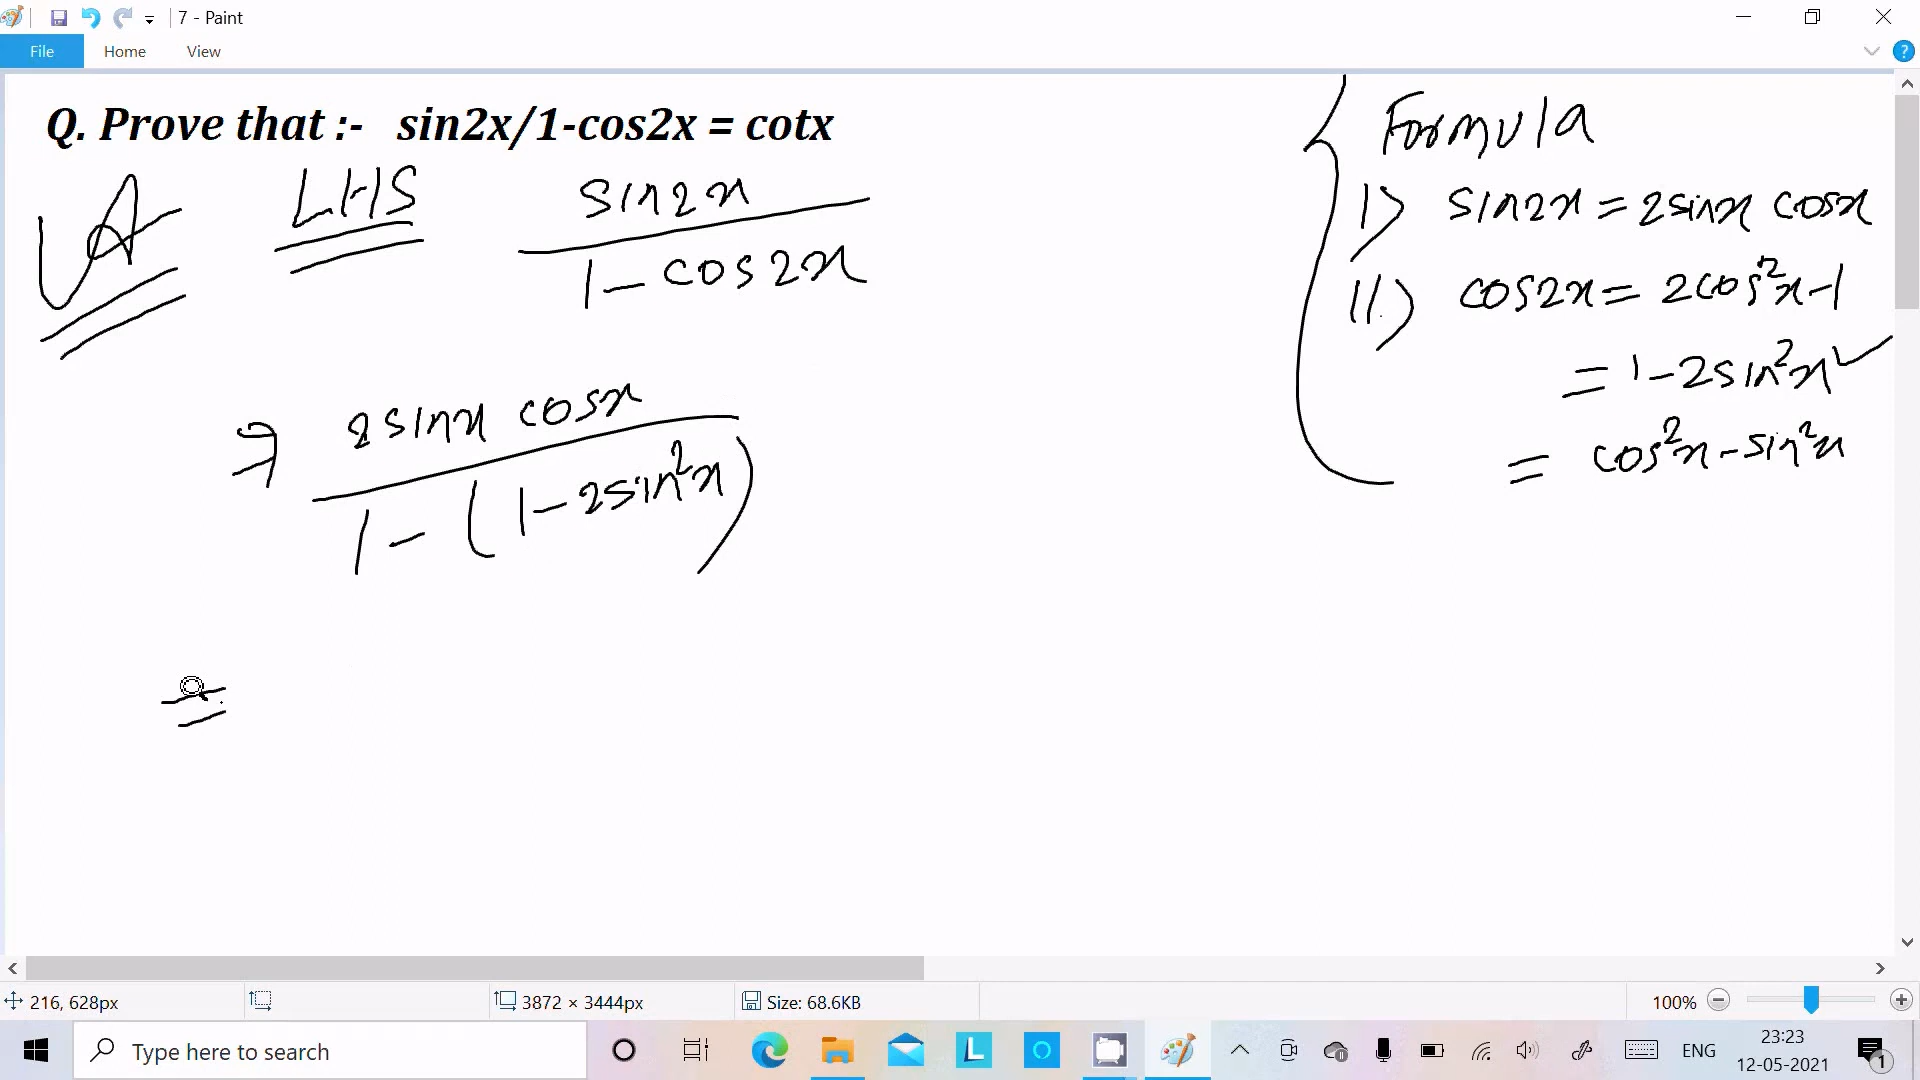 7 - Paint
File Home View
Q. Prove that :- sin2x/1-cos2x = cotx
LHS sin2x
1 - cos2x
⇒ 2sinx cosx
1 - (1 - 2sin²x)
=
Formula
I) sin2x = 2sinx cosx
II) cos2x = 2cos²x - 1
= 1 - 2sin²x ✓
= cos²x - sin²x
216, 628px 3872 × 3444px Size: 68.6KB 100%
Type here to search
L
ENG
23:23
12-05-2021
1